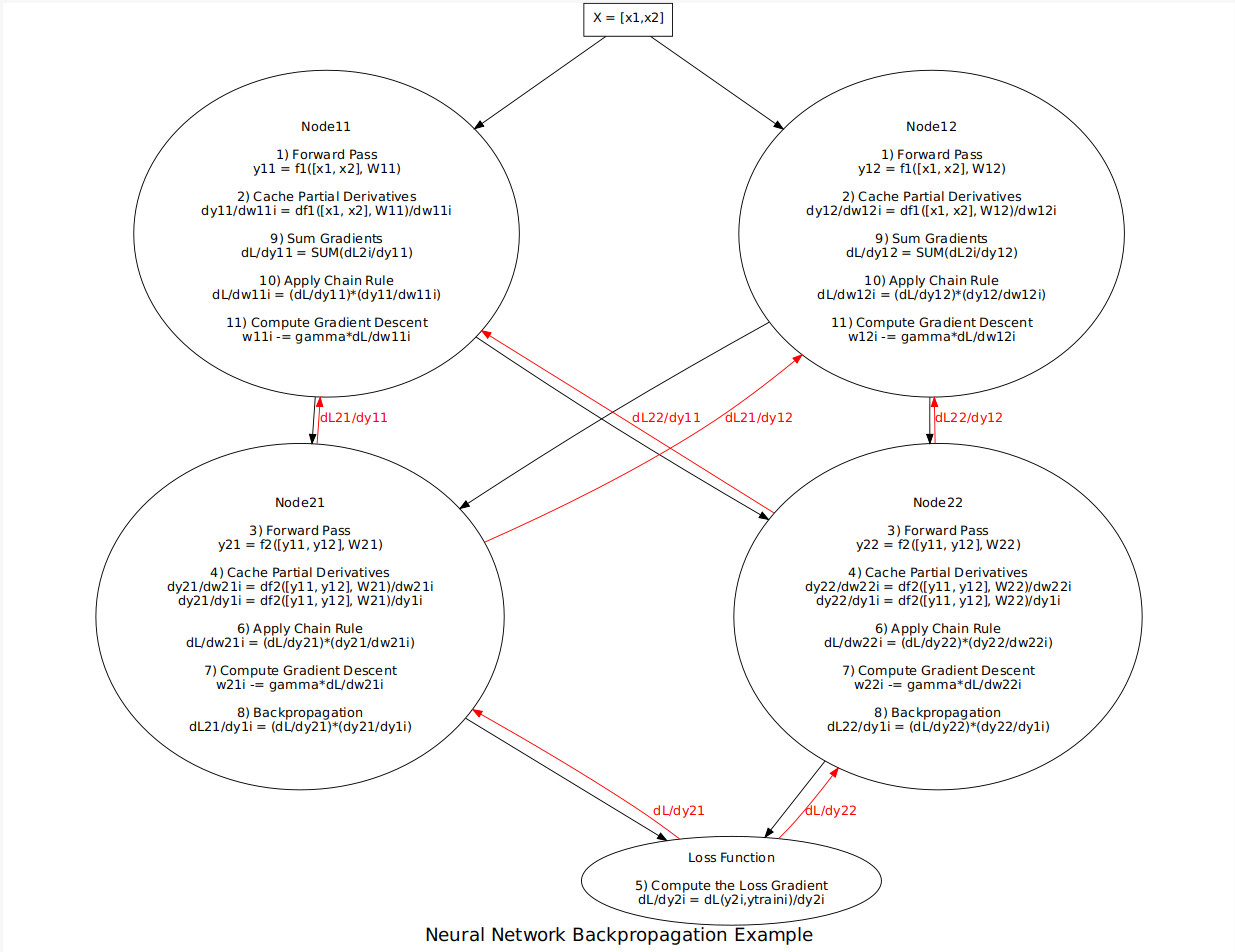 X = [x1,x2]
Node11
1) Forward Pass
y11 = f1([x1, x2], W11)
2) Cache Partial Derivatives
dy11/dw11i = df1([x1, x2], W11)/dw11i
9) Sum Gradients
dL/dy11 = SUM(dL2i/dy11)
10) Apply Chain Rule
dL/dw11i = (dL/dy11)*(dy11/dw11i)
11) Compute Gradient Descent
w11i -= gamma*dL/dw11i
Node12
1) Forward Pass
y12 = f1([x1, x2], W12)
2) Cache Partial Derivatives
dy12/dw12i = df1([x1, x2], W12)/dw12i
9) Sum Gradients
dL/dy12 = SUM(dL2i/dy12)
10) Apply Chain Rule
dL/dw12i = (dL/dy12)*(dy12/dw12i)
11) Compute Gradient Descent
w12i -= gamma*dL/dw12i
dL21/dy11
dL22/dy11
dL21/dy12
dL22/dy12
Node21
3) Forward Pass
y21 = f2([y11, y12], W21)
4) Cache Partial Derivatives
dy21/dw21i = df2([y11, y12], W21)/dw21i
dy21/dy1i = df2([y11, y12], W21)/dy1i
6) Apply Chain Rule
dL/dw21i = (dL/dy21)*(dy21/dw21i)
7) Compute Gradient Descent
w21i -= gamma*dL/dw21i
8) Backpropagation
dL21/dy1i = (dL/dy21)*(dy21/dy1i)
Node22
3) Forward Pass
y22 = f2([y11, y12], W22)
4) Cache Partial Derivatives
dy22/dw22i = df2([y11, y12], W22)/dw22i
dy22/dy1i = df2([y11, y12], W22)/dy1i
6) Apply Chain Rule
dL/dw22i = (dL/dy22)*(dy22/dw22i)
7) Compute Gradient Descent
w22i -= gamma*dL/dw22i
8) Backpropagation
dL22/dy1i = (dL/dy22)*(dy22/dy1i)
dL/dy21
dL/dy22
Loss Function
5) Compute the Loss Gradient
dL/dy2i = dL(y2i,ytraini)/dy2i
Neural Network Backpropagation Example